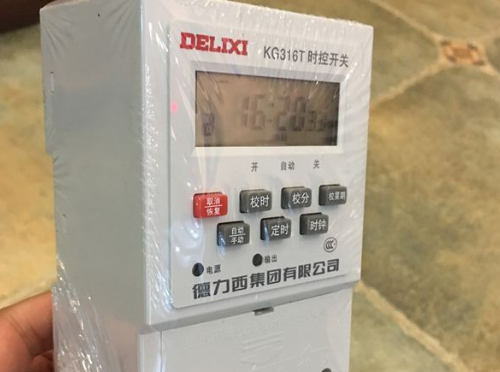 DELIXI KG316T 时控开关
16:20
开 自动 关
取消/恢复 校时 校分 校星期
自动/手动 定时 时钟
电源 输出
德力西集团有限公司